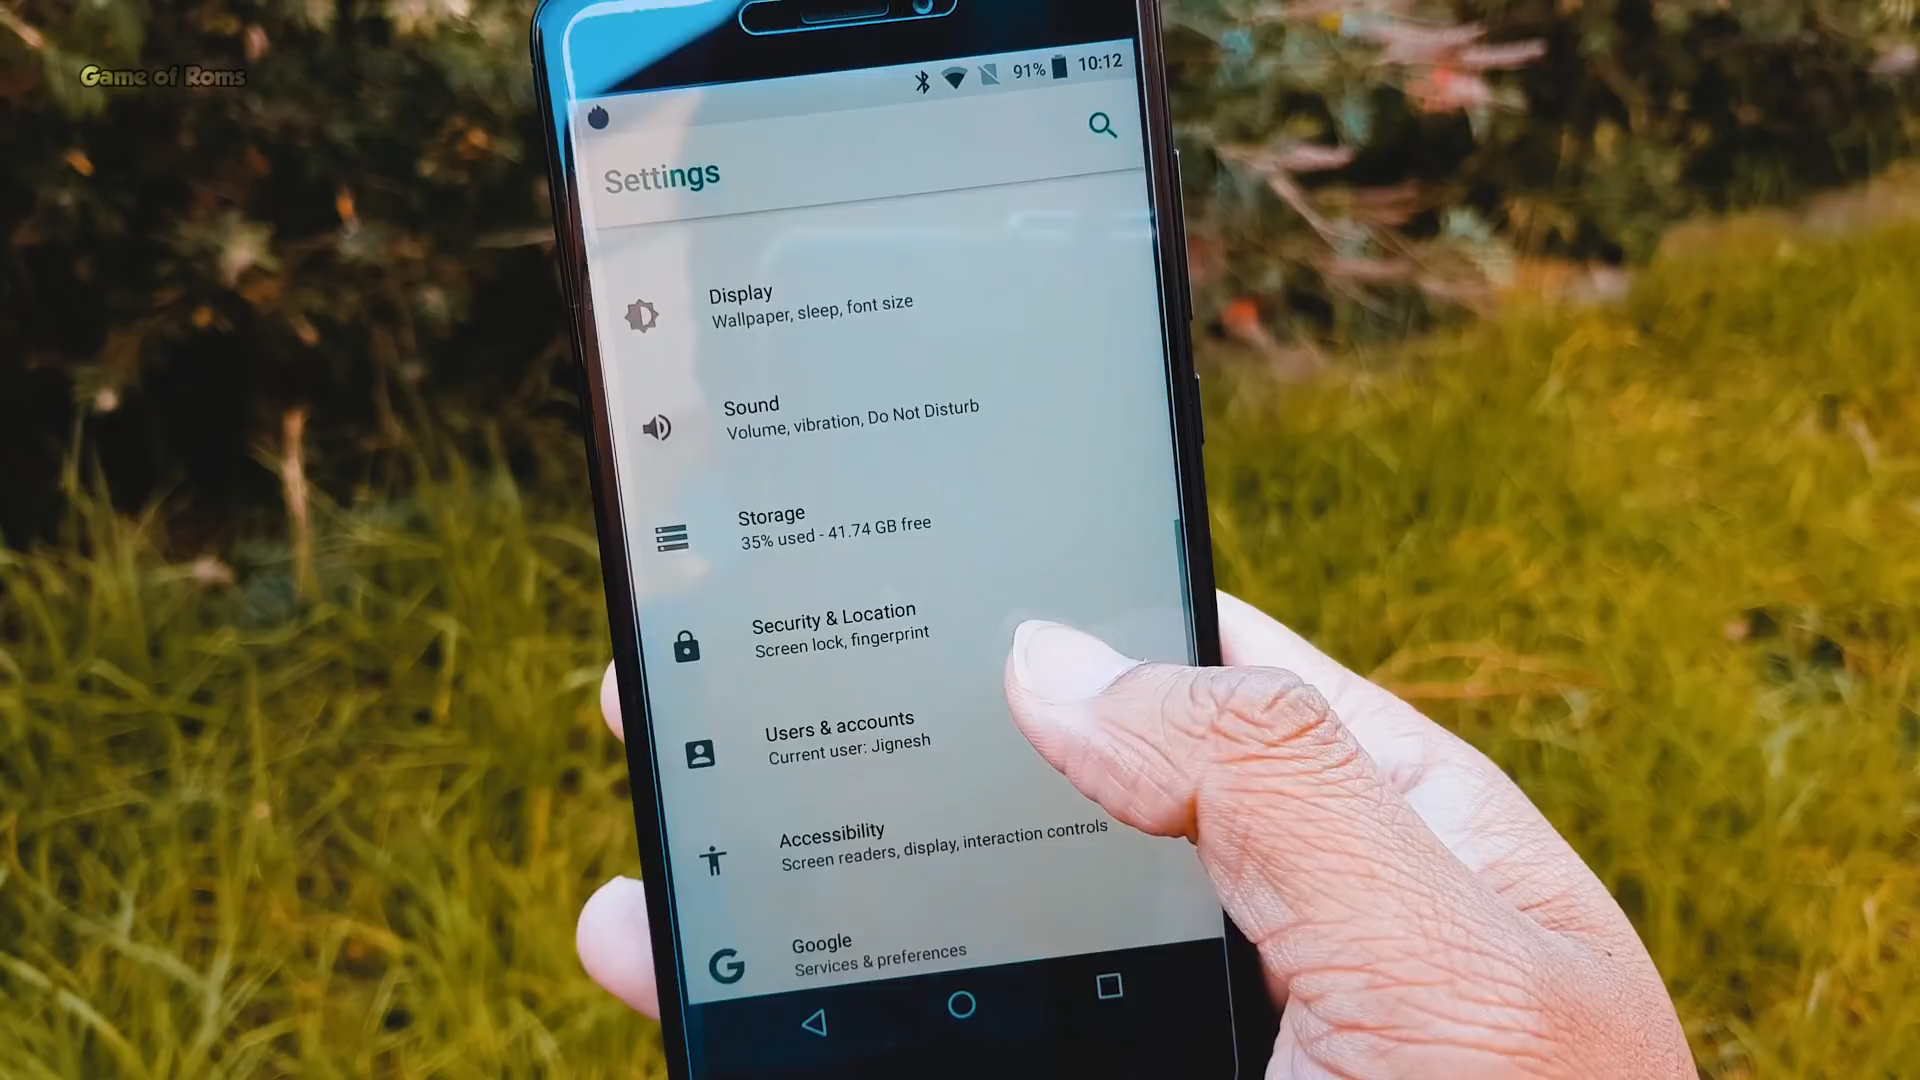 Game of Roms
91% 10:12
Settings
Display
Wallpaper, sleep, font size
Sound
Volume, vibration, Do Not Disturb
Storage
35% used - 41.74 GB free
Security & Location
Screen lock, fingerprint
Users & accounts
Current user: Jignesh
Accessibility
Screen readers, display, interaction controls
Google
Services & preferences